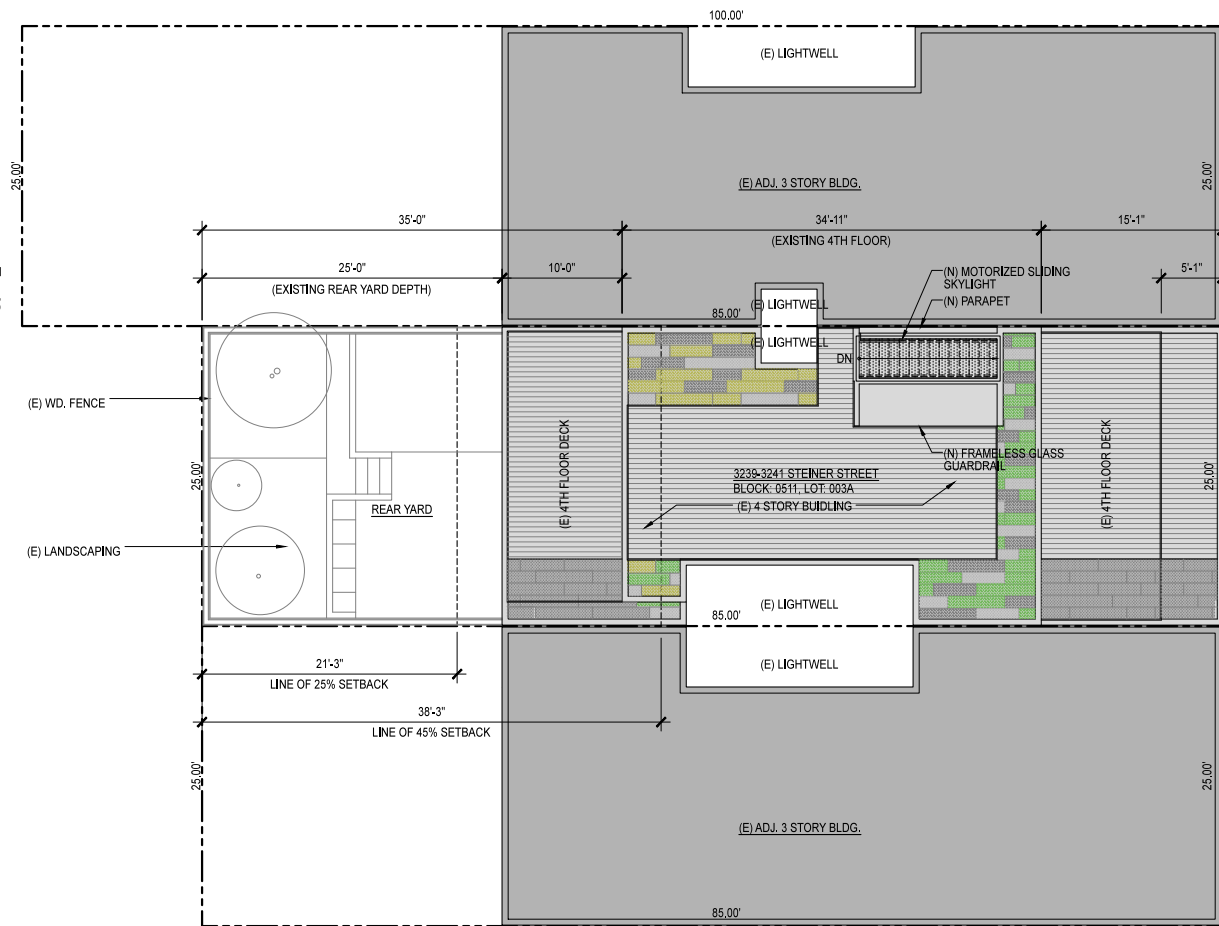 100.00'
(E) LIGHTWELL
25.00'
(E) ADJ. 3 STORY BLDG.
25.00'
35'-0"
34'-11"
15'-1"
(EXISTING 4TH FLOOR)
25'-0"
10'-0"
5'-1"
(EXISTING REAR YARD DEPTH)
(N) MOTORIZED SLIDING
SKYLIGHT
(N) PARAPET
(E) LIGHTWELL
85.00'
(E) LIGHTWELL
DN
(E) WD. FENCE
(E) 4TH FLOOR DECK
(N) FRAMELESS GLASS
GUARDRAIL
3239-3241 STEINER STREET
BLOCK: 0511, LOT: 003A
(E) 4 STORY BUIDLING
25.00'
REAR YARD
(E) 4TH FLOOR DECK
25.00'
(E) LANDSCAPING
(E) LIGHTWELL
85.00'
(E) LIGHTWELL
21'-3"
LINE OF 25% SETBACK
38'-3"
LINE OF 45% SETBACK
25.00'
25.00'
(E) ADJ. 3 STORY BLDG.
85.00'